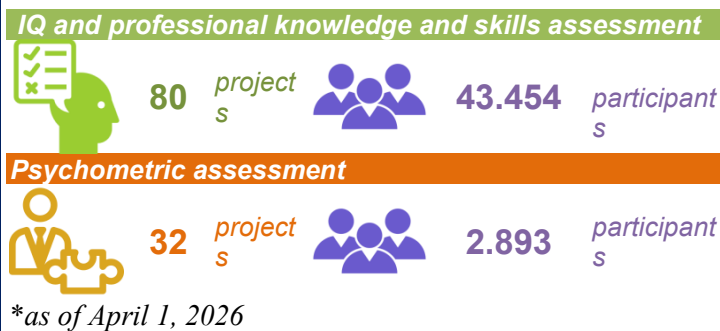 IQ and professional knowledge and skills assessment
80 project 43.454 participant
s s
Psychometric assessment
32 project 2.893 participant
s s
*as of April 1, 2026